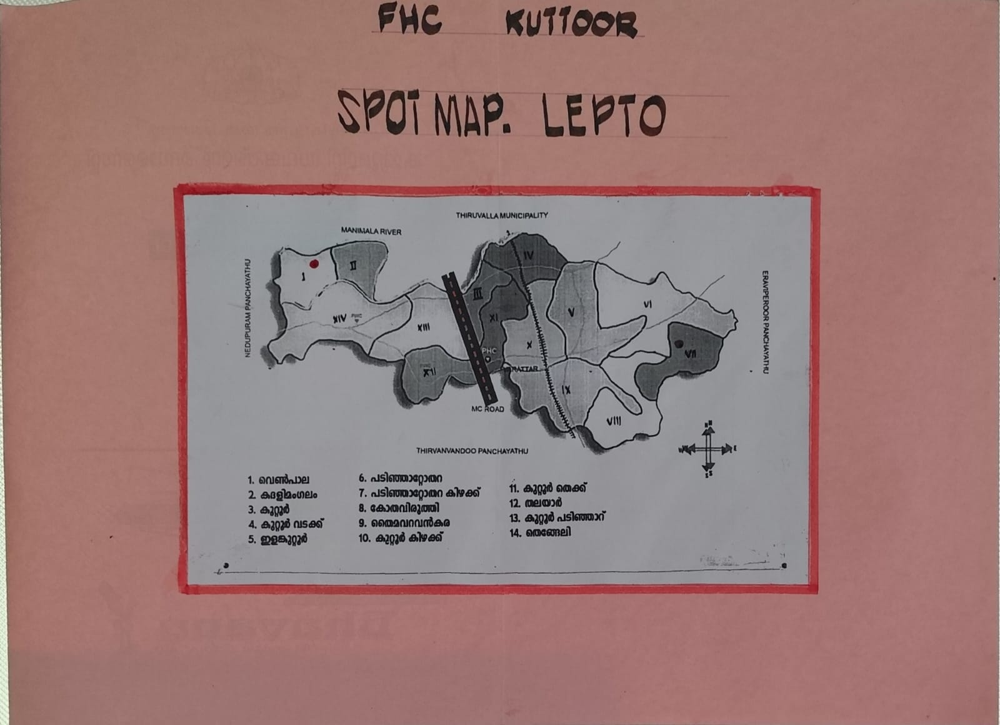 FHC KUTTOOR
SPOT MAP. LEPTO
THIRUVALLA MUNICIPALITY
MANIMALA RIVER
NEDUPURAM PANCHAYATHU
ERAVIPEROOR PANCHAYATHU
I
II
III
IV
V
VI
VII
VIII
IX
X
XI
XII
XIII
XIV
PHC
MC ROAD
THIRVANVANDOO PANCHAYATHU
N
W E
S
1. വെൺപാല
2. കദളിമംഗലം
3. കുറ്റൂർ
4. കുറ്റൂർ വടക്ക്
5. ഇളങ്കുറ്റൂർ
6. പടിഞ്ഞാറ്റോതറ
7. പടിഞ്ഞാറ്റോതറ കിഴക്ക്
8. കോതവിരുത്തി
9. തൈമറവൻകര
10. കുറ്റൂർ കിഴക്ക്
11. കുറ്റൂർ തെക്ക്
12. തലയാർ
13. കുറ്റൂർ പടിഞ്ഞാറ്
14. തെങ്ങേലി